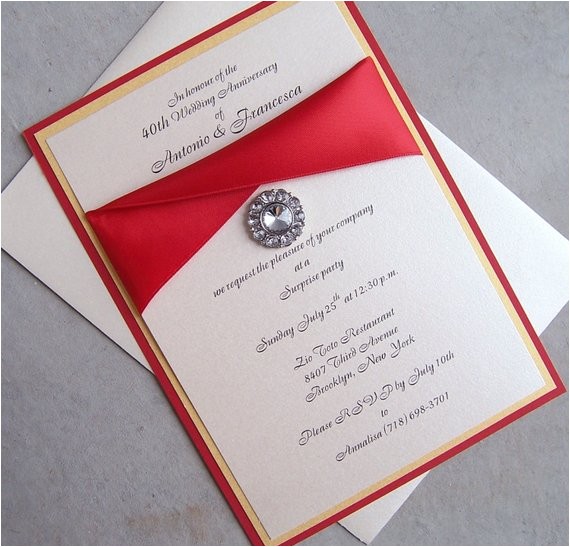 In honour of the
40th Wedding Anniversary
of
Antonio & Francesca
we request the pleasure of your company
at a
Surprise party
Sunday July 25th at 12:30 p.m.
Zio Toto Restaurant
8407 Third Avenue
Brooklyn, New York
Please RSVP by July 10th
to
Annalisa (718) 698-3701